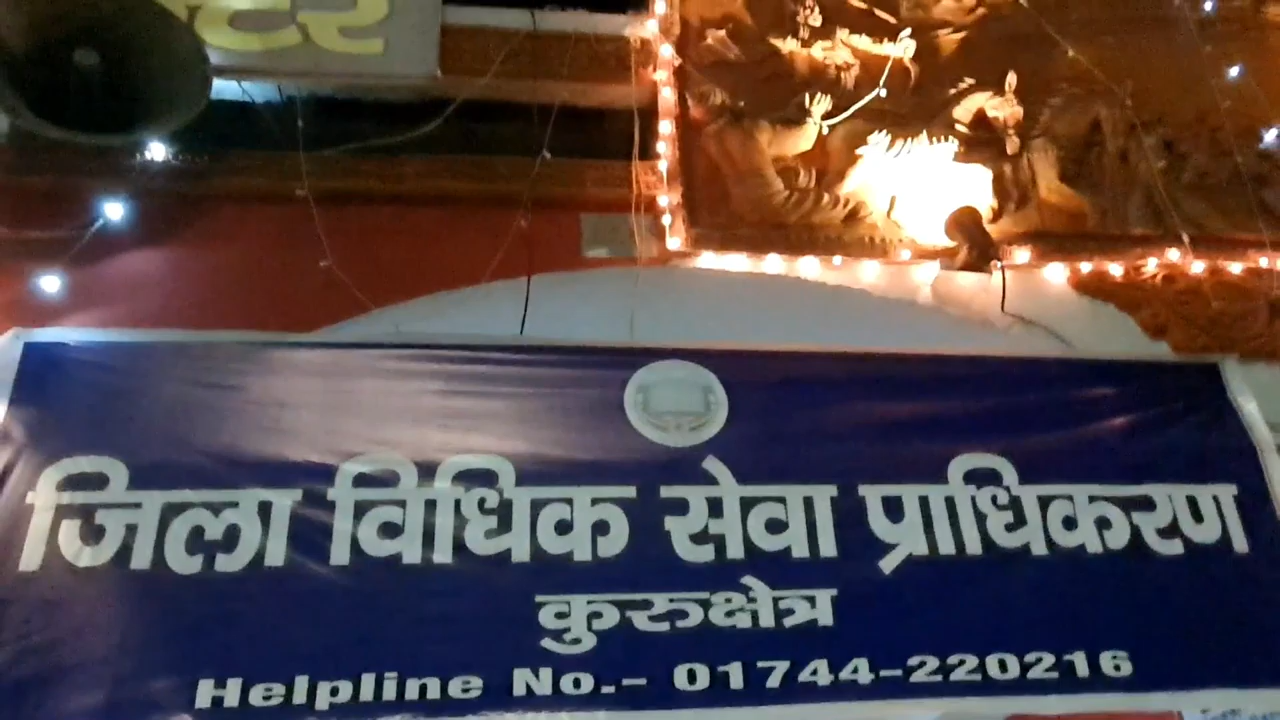 जिला विधिक सेवा प्राधिकरण
कुरुक्षेत्र
Helpline No.- 01744-220216